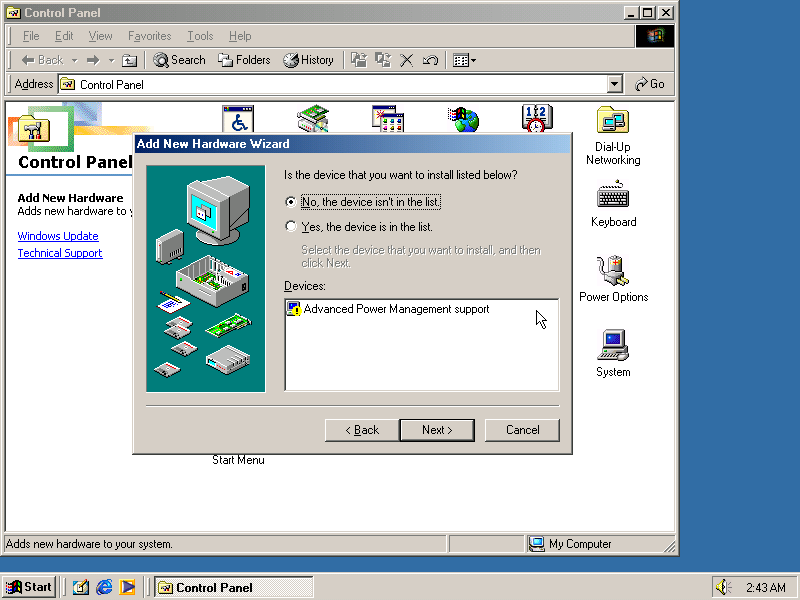 Control Panel
File Edit View Favorites Tools Help
Back Search Folders History
Address Control Panel Go
Control Panel
Add New Hardware
Adds new hardware to y
Windows Update
Technical Support
Add New Hardware Wizard
Is the device that you want to install listed below?
No, the device isn't in the list.
Yes, the device is in the list.
Select the device that you want to install, and then
click Next.
Devices:
Advanced Power Management support
< Back Next > Cancel
Dial-Up
Networking
Keyboard
Power Options
System
Start Menu
Adds new hardware to your system. My Computer
Start Control Panel 2:43 AM